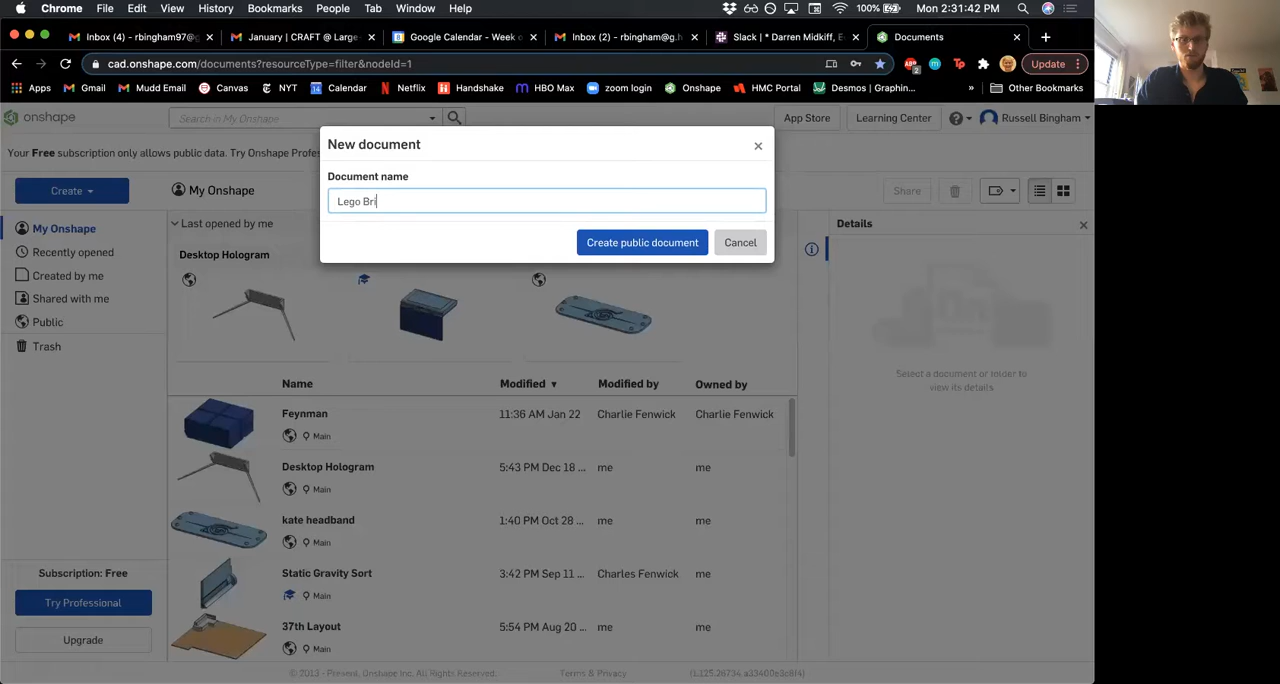 Chrome File Edit View History Bookmarks People Tab Window Help 100% Mon 2:31:42 PM
Inbox (4) - rbingham97@g January | CRAFT @ Large - Google Calendar - Week o Inbox (2) - rbingham@g.h Slack | * Darren Midkiff, E Documents
cad.onshape.com/documents?resourceType=filter&nodeId=1 Update
Apps Gmail Mudd Email Canvas NYT Calendar Netflix Handshake HBO Max zoom login Onshape HMC Portal Desmos | Graphin... » Other Bookmarks
onshape Search in My Onshape App Store Learning Center Russell Bingham
Your Free subscription only allows public data. Try Onshape Profes
New document
Document name
Lego Bri
Create public document Cancel
Create My Onshape Share
My Onshape
Recently opened
Created by me
Shared with me
Public
Trash
Subscription: Free
Try Professional
Upgrade
Last opened by me
Desktop Hologram
Name Modified Modified by Owned by
Feynman 11:36 AM Jan 22 Charlie Fenwick Charlie Fenwick
Main
Desktop Hologram 5:43 PM Dec 18 ... me me
Main
kate headband 1:40 PM Oct 28 ... me me
Main
Static Gravity Sort 3:42 PM Sep 11 ... Charles Fenwick me
Main
37th Layout 5:54 PM Aug 20 ... me me
Main
Details
Select a document or folder to
view its details
© 2013 - Present, Onshape Inc. All Rights Reserved. Terms & Privacy (1.125.26734.a33400e3c8f4)